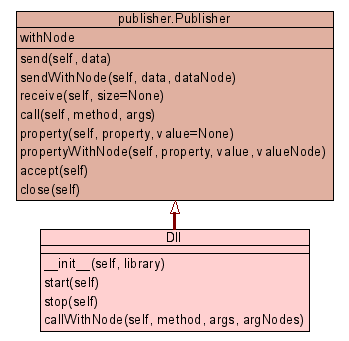 publisher.Publisher
withNode
send(self, data)
sendWithNode(self, data, dataNode)
receive(self, size=None)
call(self, method, args)
property(self, property, value=None)
propertyWithNode(self, property, value, valueNode)
accept(self)
close(self)
Dll
__init__(self, library)
start(self)
stop(self)
callWithNode(self, method, args, argNodes)